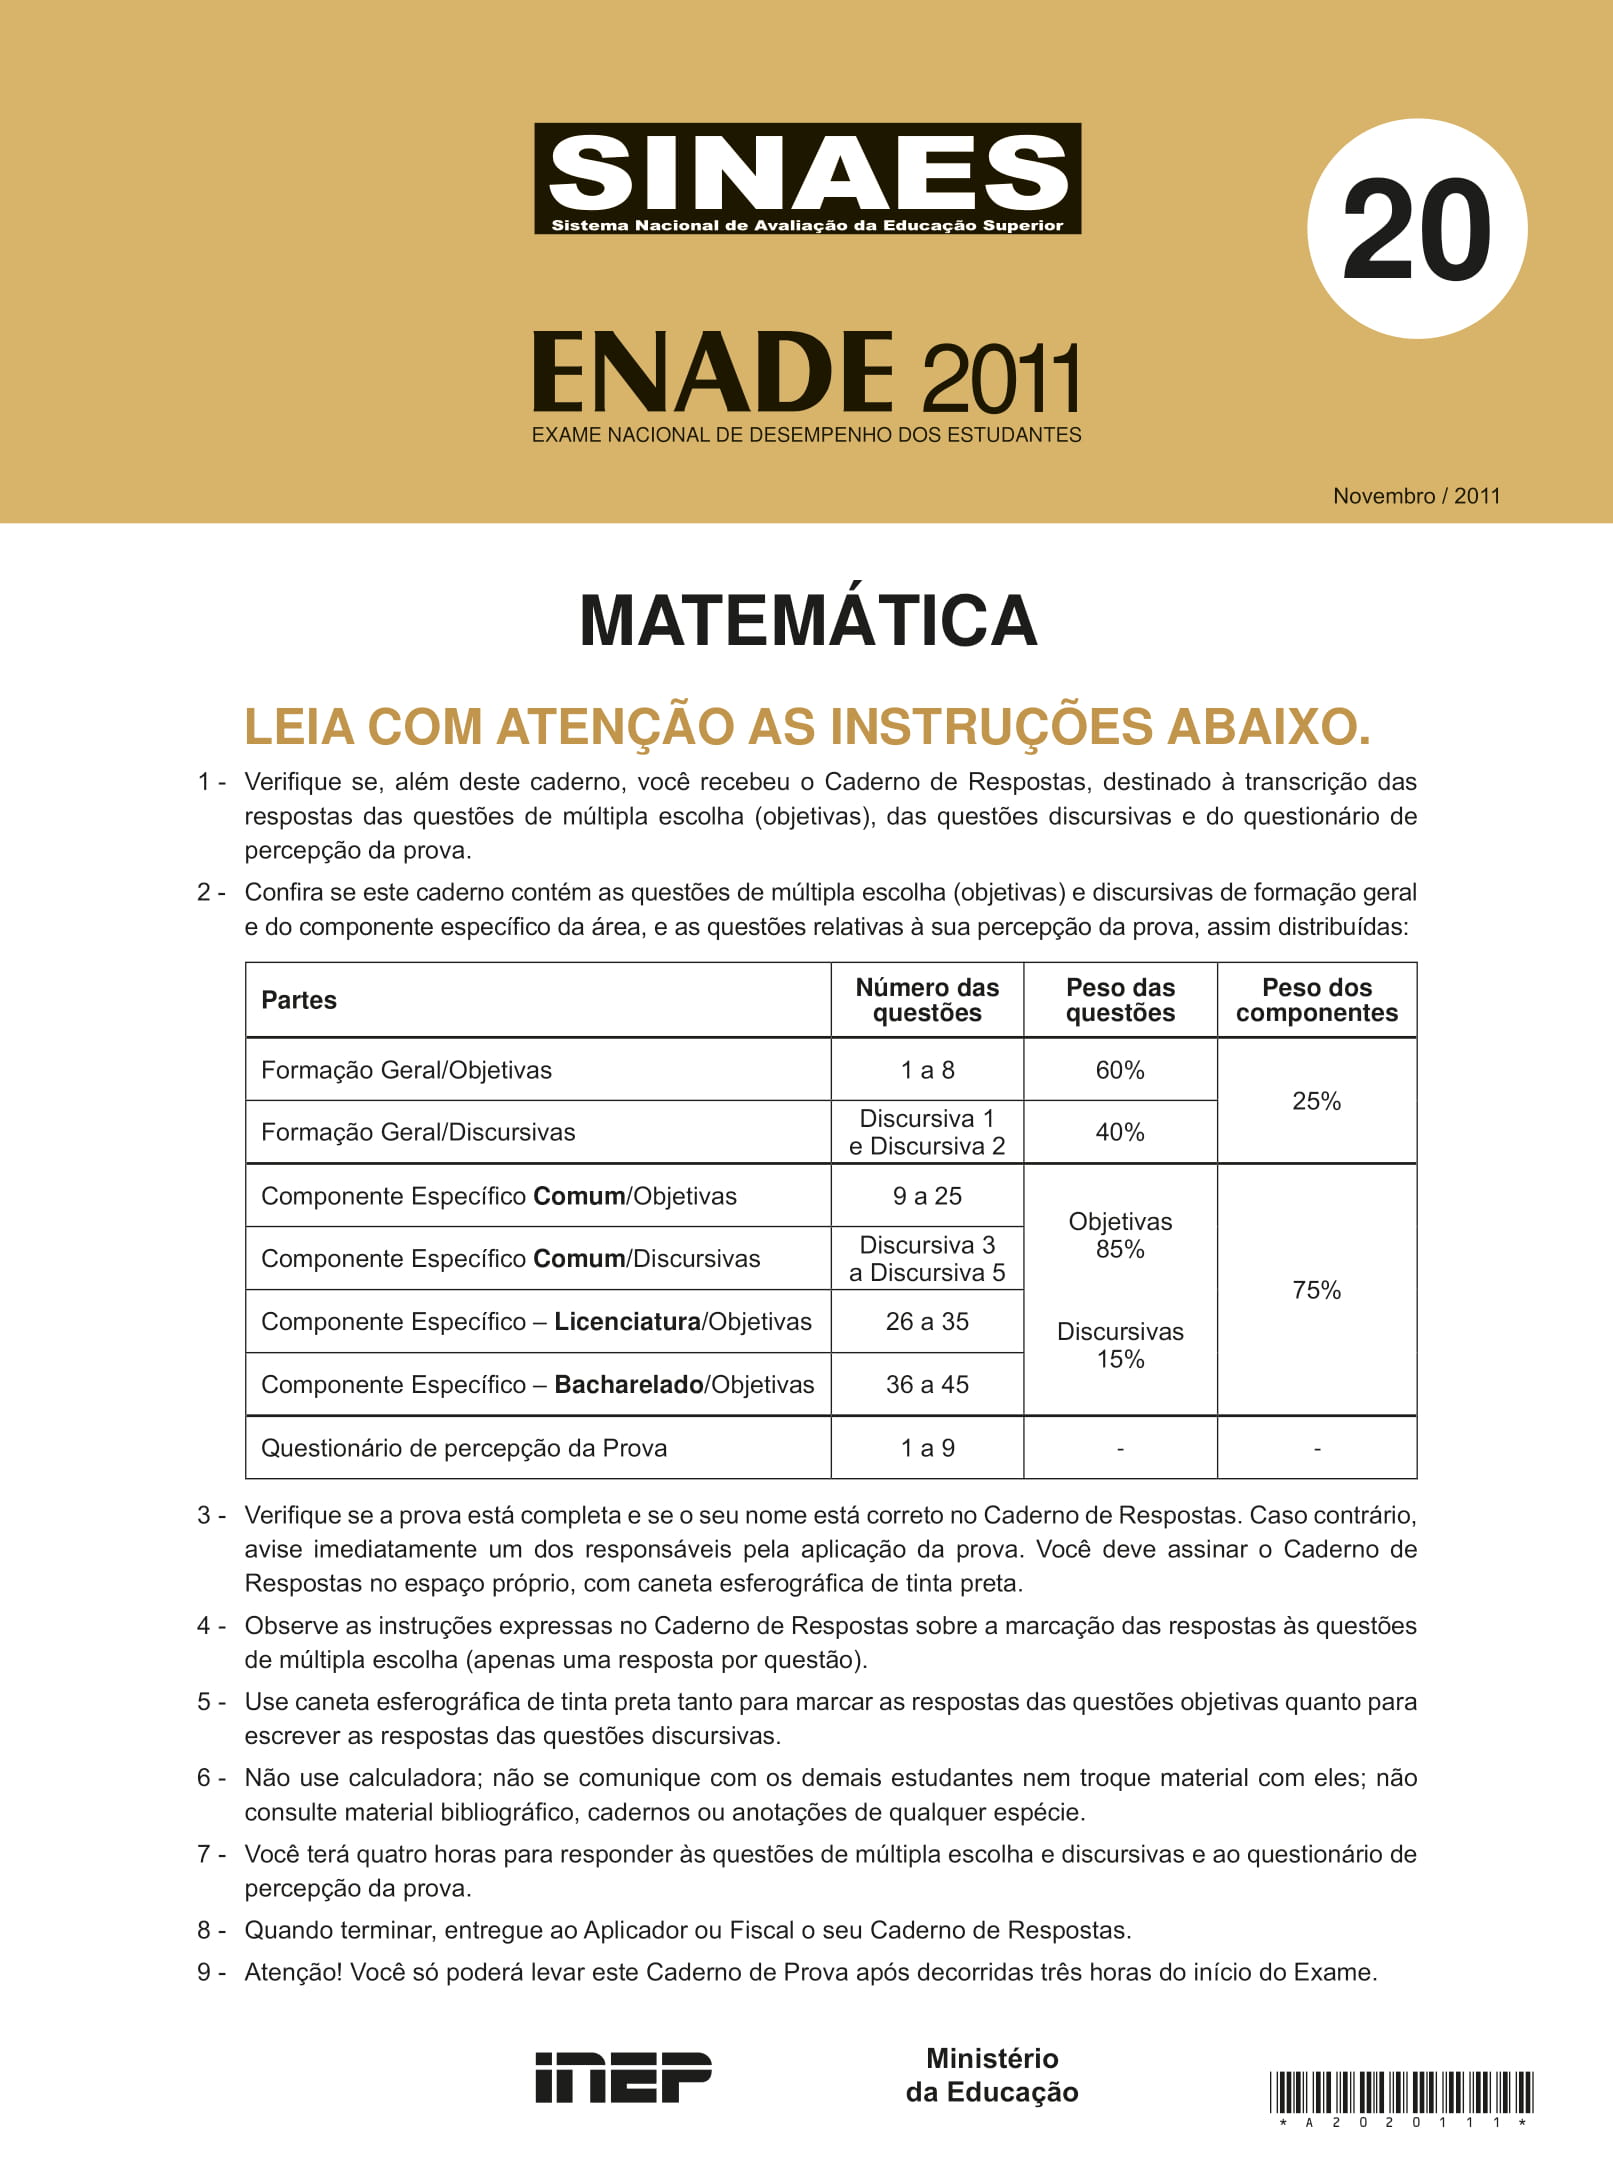 SINAES
Sistema Nacional de Avaliação da Educação Superior
20
ENADE 2011
EXAME NACIONAL DE DESEMPENHO DOS ESTUDANTES
Novembro / 2011
MATEMÁTICA
LEIA COM ATENÇÃO AS INSTRUÇÕES ABAIXO.
1 - Verifique se, além deste caderno, você recebeu o Caderno de Respostas, destinado à transcrição das
respostas das questões de múltipla escolha (objetivas), das questões discursivas e do questionário de
percepção da prova.
2 - Confira se este caderno contém as questões de múltipla escolha (objetivas) e discursivas de formação geral
e do componente específico da área, e as questões relativas à sua percepção da prova, assim distribuídas:
Partes
Número das
questões
Peso das
questões
Peso dos
componentes
Formação Geral/Objetivas
1 a 8
60%
25%
Formação Geral/Discursivas
Discursiva 1
e Discursiva 2
40%
Componente Específico Comum/Objetivas
9 a 25
Objetivas
85%
Discursivas
15%
75%
Componente Específico Comum/Discursivas
Discursiva 3
a Discursiva 5
Componente Específico – Licenciatura/Objetivas
26 a 35
Componente Específico – Bacharelado/Objetivas
36 a 45
Questionário de percepção da Prova
1 a 9
-
-
3 - Verifique se a prova está completa e se o seu nome está correto no Caderno de Respostas. Caso contrário,
avise imediatamente um dos responsáveis pela aplicação da prova. Você deve assinar o Caderno de
Respostas no espaço próprio, com caneta esferográfica de tinta preta.
4 - Observe as instruções expressas no Caderno de Respostas sobre a marcação das respostas às questões
de múltipla escolha (apenas uma resposta por questão).
5 - Use caneta esferográfica de tinta preta tanto para marcar as respostas das questões objetivas quanto para
escrever as respostas das questões discursivas.
6 - Não use calculadora; não se comunique com os demais estudantes nem troque material com eles; não
consulte material bibliográfico, cadernos ou anotações de qualquer espécie.
7 - Você terá quatro horas para responder às questões de múltipla escolha e discursivas e ao questionário de
percepção da prova.
8 - Quando terminar, entregue ao Aplicador ou Fiscal o seu Caderno de Respostas.
9 - Atenção! Você só poderá levar este Caderno de Prova após decorridas três horas do início do Exame.
INEP
Ministério
da Educação
* A 2 0 2 0 1 1 1 *